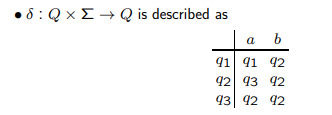 • δ : Q × Σ → Q is described as
a b
q1 q1 q2
q2 q3 q2
q3 q2 q2